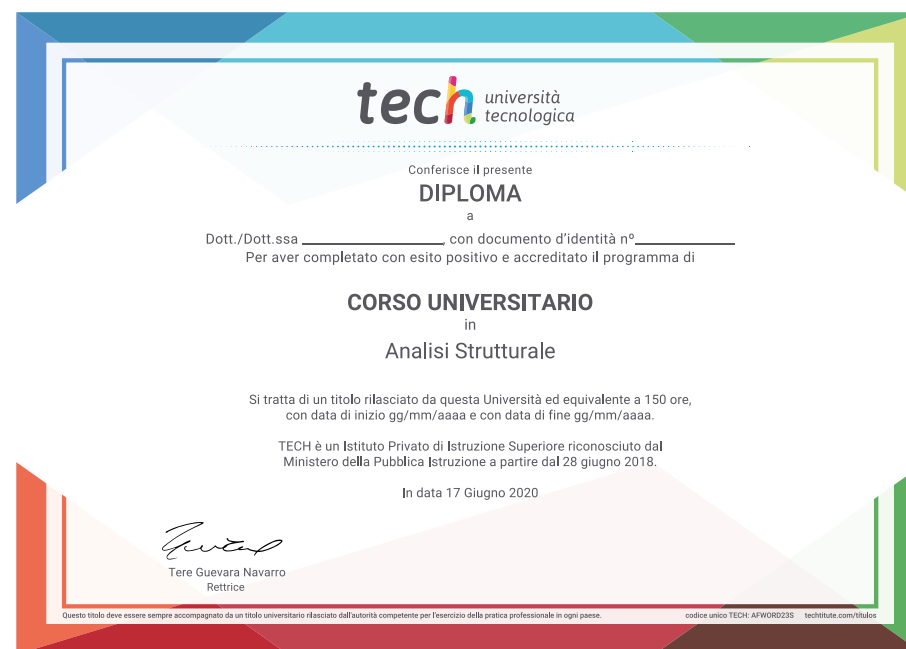 tech università
tecnologica
Conferisce il presente
DIPLOMA
a
Dott./Dott.ssa ____________________, con documento d'identità nº______________
Per aver completato con esito positivo e accreditato il programma di
CORSO UNIVERSITARIO
in
Analisi Strutturale
Si tratta di un titolo rilasciato da questa Università ed equivalente a 150 ore,
con data di inizio gg/mm/aaaa e con data di fine gg/mm/aaaa.
TECH è un Istituto Privato di Istruzione Superiore riconosciuto dal
Ministero della Pubblica Istruzione a partire dal 28 giugno 2018.
In data 17 Giugno 2020
Tere Guevara Navarro
Rettrice
Questo titolo deve essere sempre accompagnato da un titolo universitario rilasciato dall'autorità competente per l'esercizio della pratica professionale in ogni paese. codice unico TECH: AFWORD23S techtitute.com/titulos